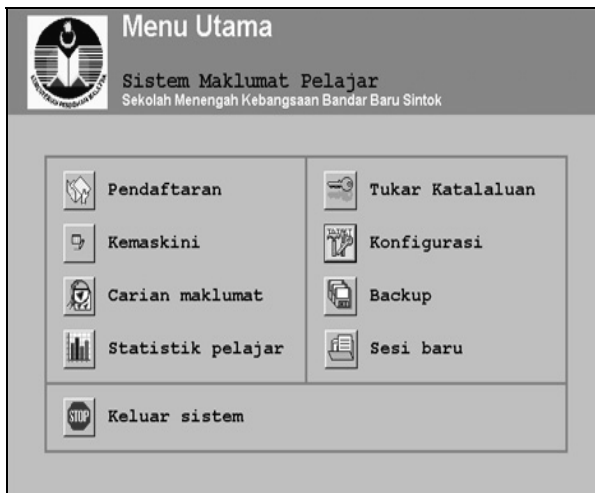 Menu Utama
Sistem Maklumat Pelajar
Sekolah Menengah Kebangsaan Bandar Baru Sintok
Pendaftaran
Kemaskini
Carian maklumat
Statistik pelajar
Tukar Katalaluan
Konfigurasi
Backup
Sesi baru
STOP
Keluar sistem